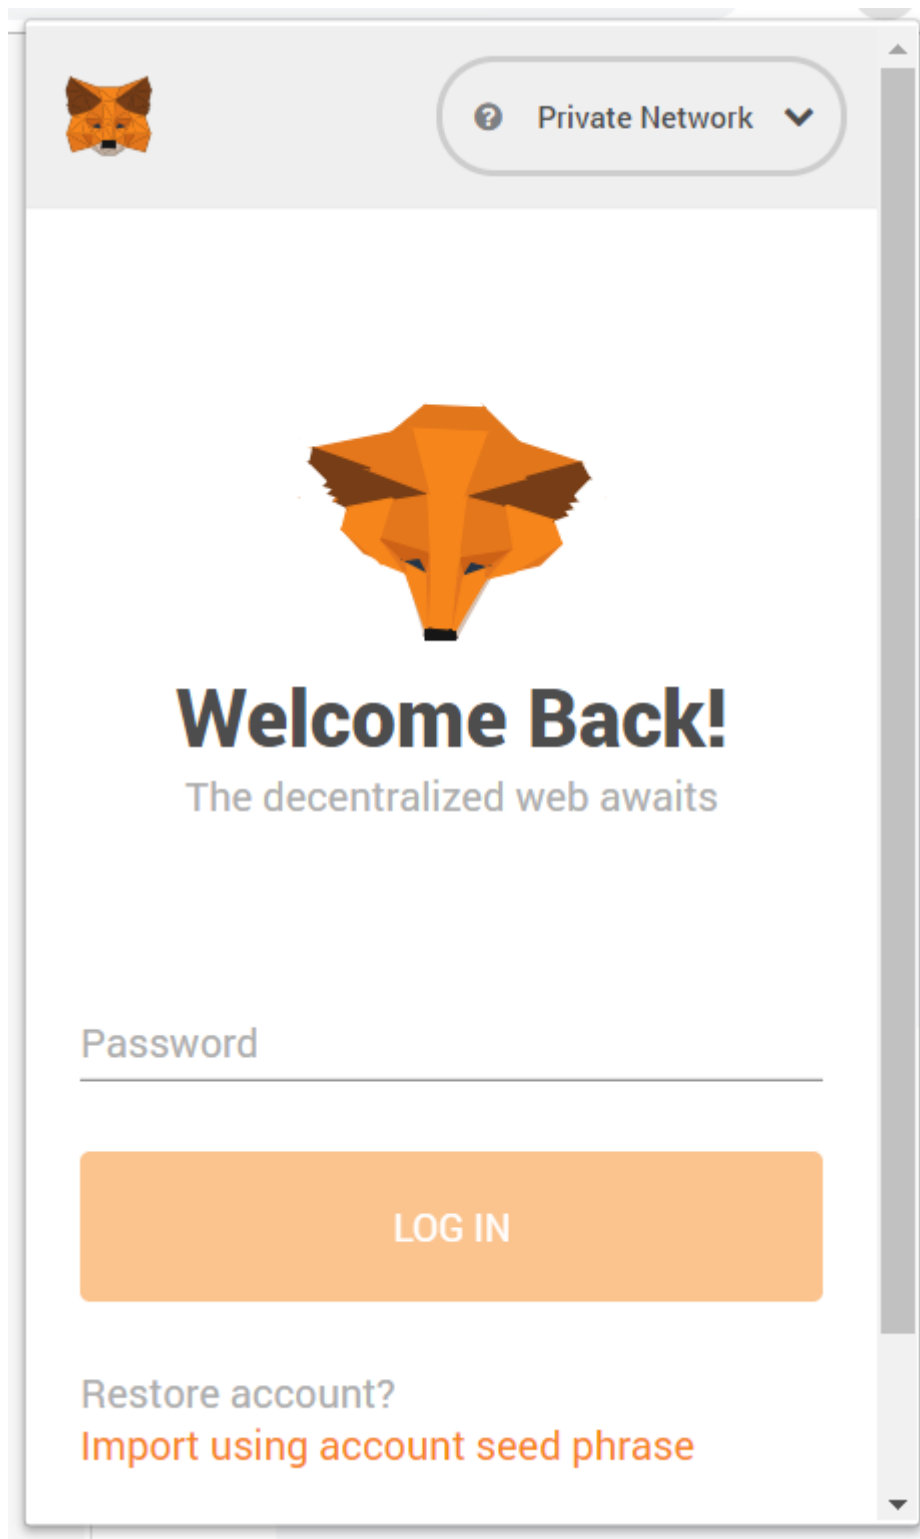 Private Network
Welcome Back!
The decentralized web awaits
Password
LOG IN
Restore account?
Import using account seed phrase